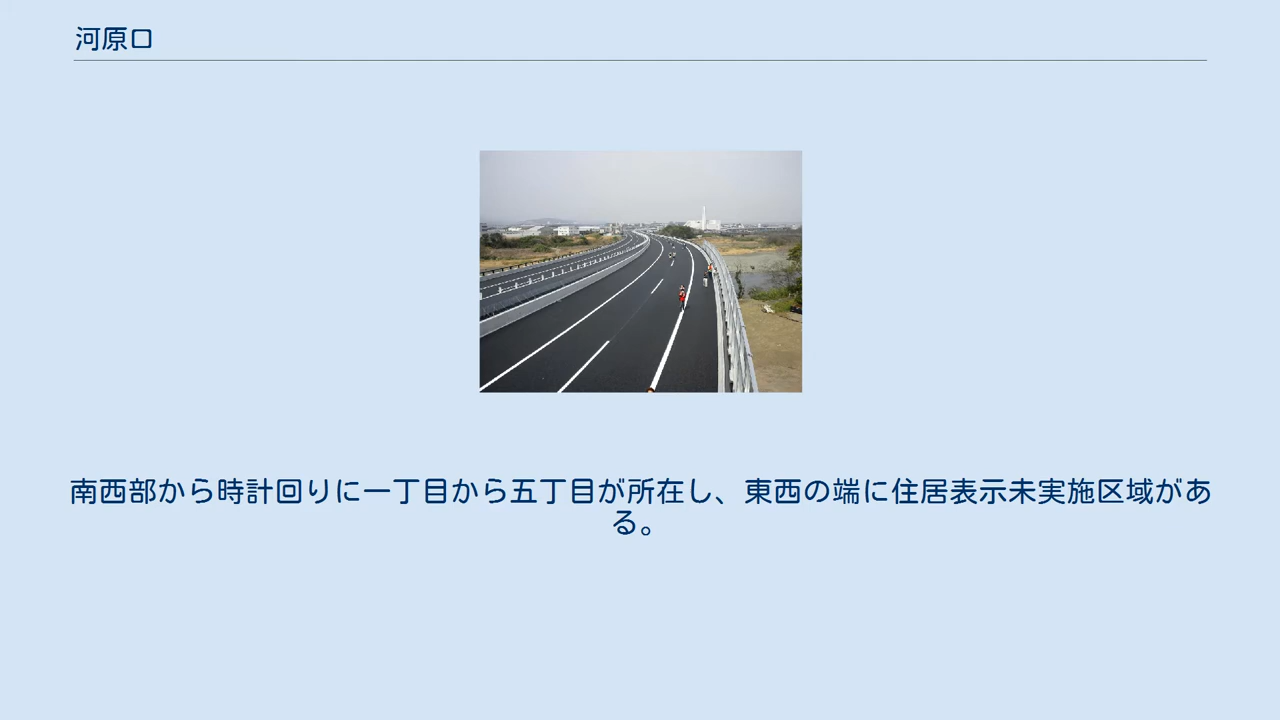 河原口
南西部から時計回りに一丁目から五丁目が所在し、東西の端に住居表示未実施区域があ
る。